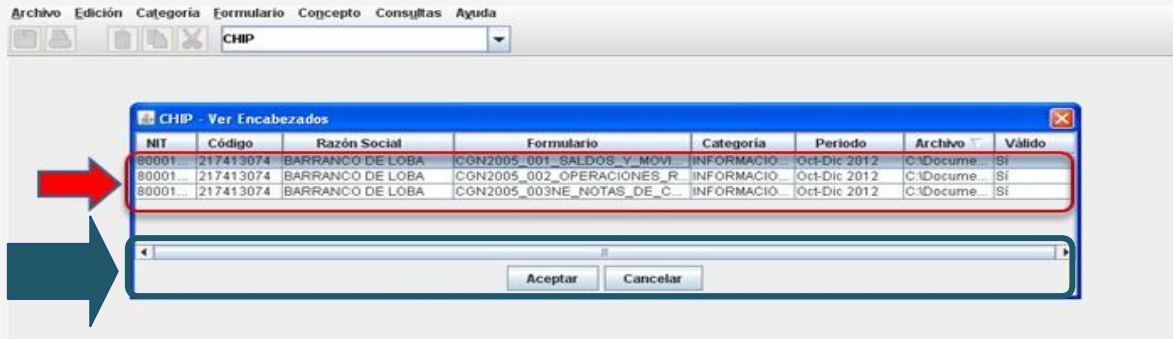 Archivo Edición Categoría Formulario Concepto Consultas Ayuda
CHIP
CHIP - Ver Encabezados
NIT Código Razón Social Formulario Categoría Periodo Archivo Válido
80001... 217413074 BARRANCO DE LOBA CGN2005_001_SALDOS_Y_MOVI... INFORMACIO... Oct-Dic 2012 C:\Docume... Sí
80001... 217413074 BARRANCO DE LOBA CGN2005_002_OPERACIONES_R... INFORMACIO... Oct-Dic 2012 C:\Docume... Sí
80001... 217413074 BARRANCO DE LOBA CGN2005_003NE_NOTAS_DE_C... INFORMACIO... Oct-Dic 2012 C:\Docume... Sí
Aceptar Cancelar